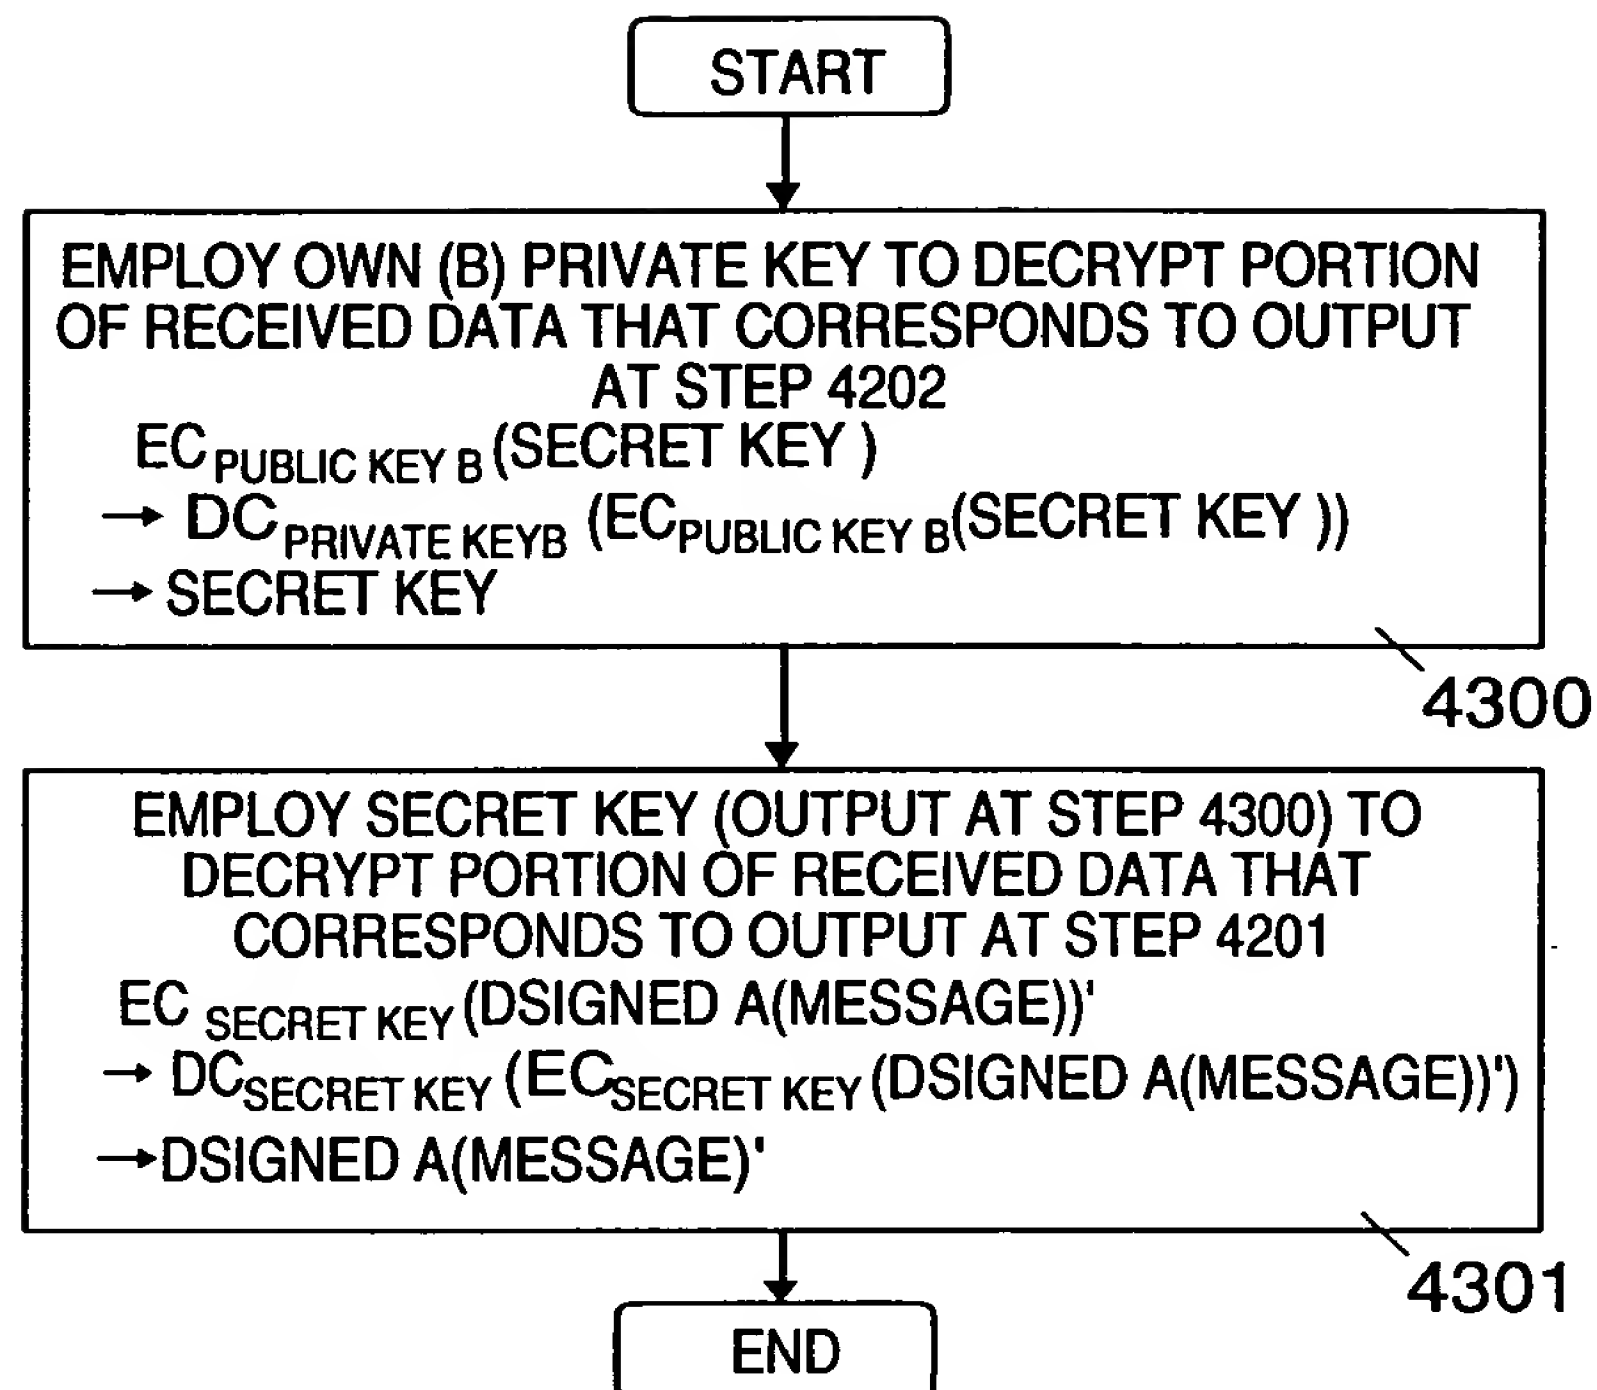 START
EMPLOY OWN (B) PRIVATE KEY TO DECRYPT PORTION
OF RECEIVED DATA THAT CORRESPONDS TO OUTPUT
AT STEP 4202
EC PUBLIC KEY B (SECRET KEY )
→ DC PRIVATE KEYB (EC PUBLIC KEY B (SECRET KEY ))
→ SECRET KEY
4300
EMPLOY SECRET KEY (OUTPUT AT STEP 4300) TO
DECRYPT PORTION OF RECEIVED DATA THAT
CORRESPONDS TO OUTPUT AT STEP 4201
EC SECRET KEY (DSIGNED A(MESSAGE))'
→ DC SECRET KEY (EC SECRET KEY (DSIGNED A(MESSAGE))')
→ DSIGNED A(MESSAGE)'
4301
END